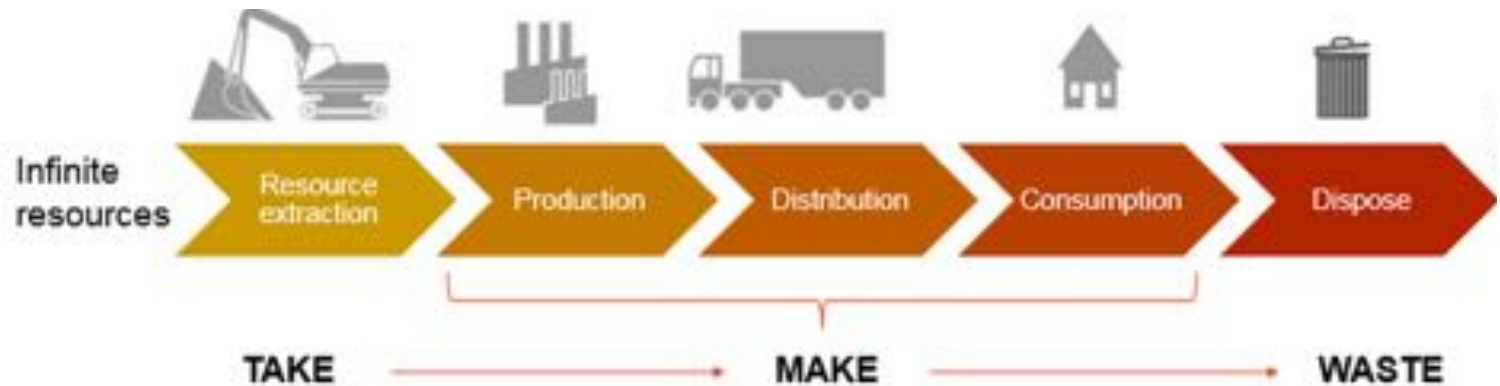 Infinite
resources
Resource
extraction
Production
Distribution
Consumption
Dispose
TAKE
MAKE
WASTE